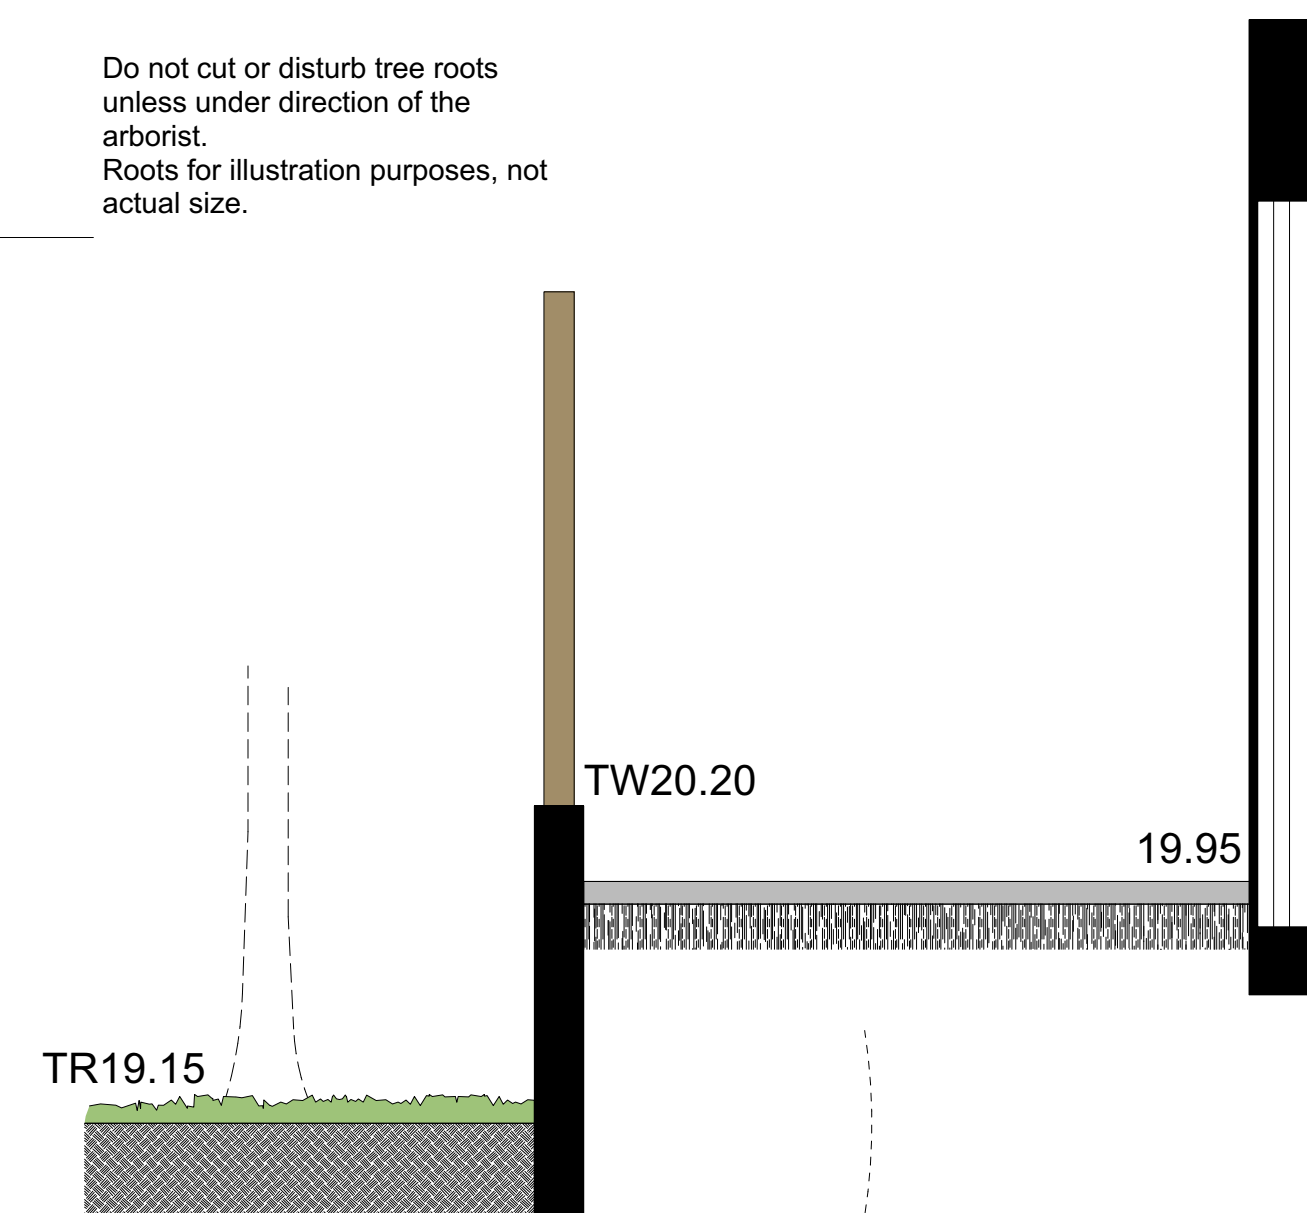 Do not cut or disturb tree roots
unless under direction of the
arborist.
Roots for illustration purposes, not
actual size.
TW20.20
19.95
TR19.15